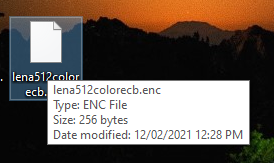 lena512color
ecb.
lena512colorecb.enc
Type: ENC File
Size: 256 bytes
Date modified: 12/02/2021 12:28 PM